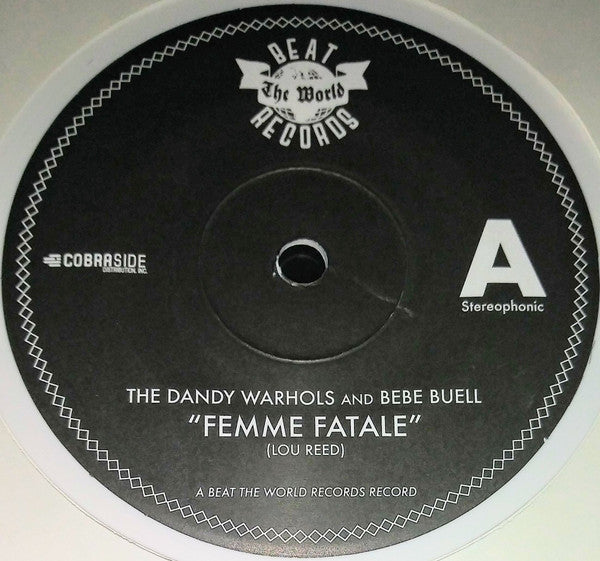 BEAT
The World
RECORDS
COBRASIDE
DISTRIBUTION, INC.
A
Stereophonic
THE DANDY WARHOLS AND BEBE BUELL
“FEMME FATALE”
(LOU REED)
A BEAT THE WORLD RECORDS RECORD